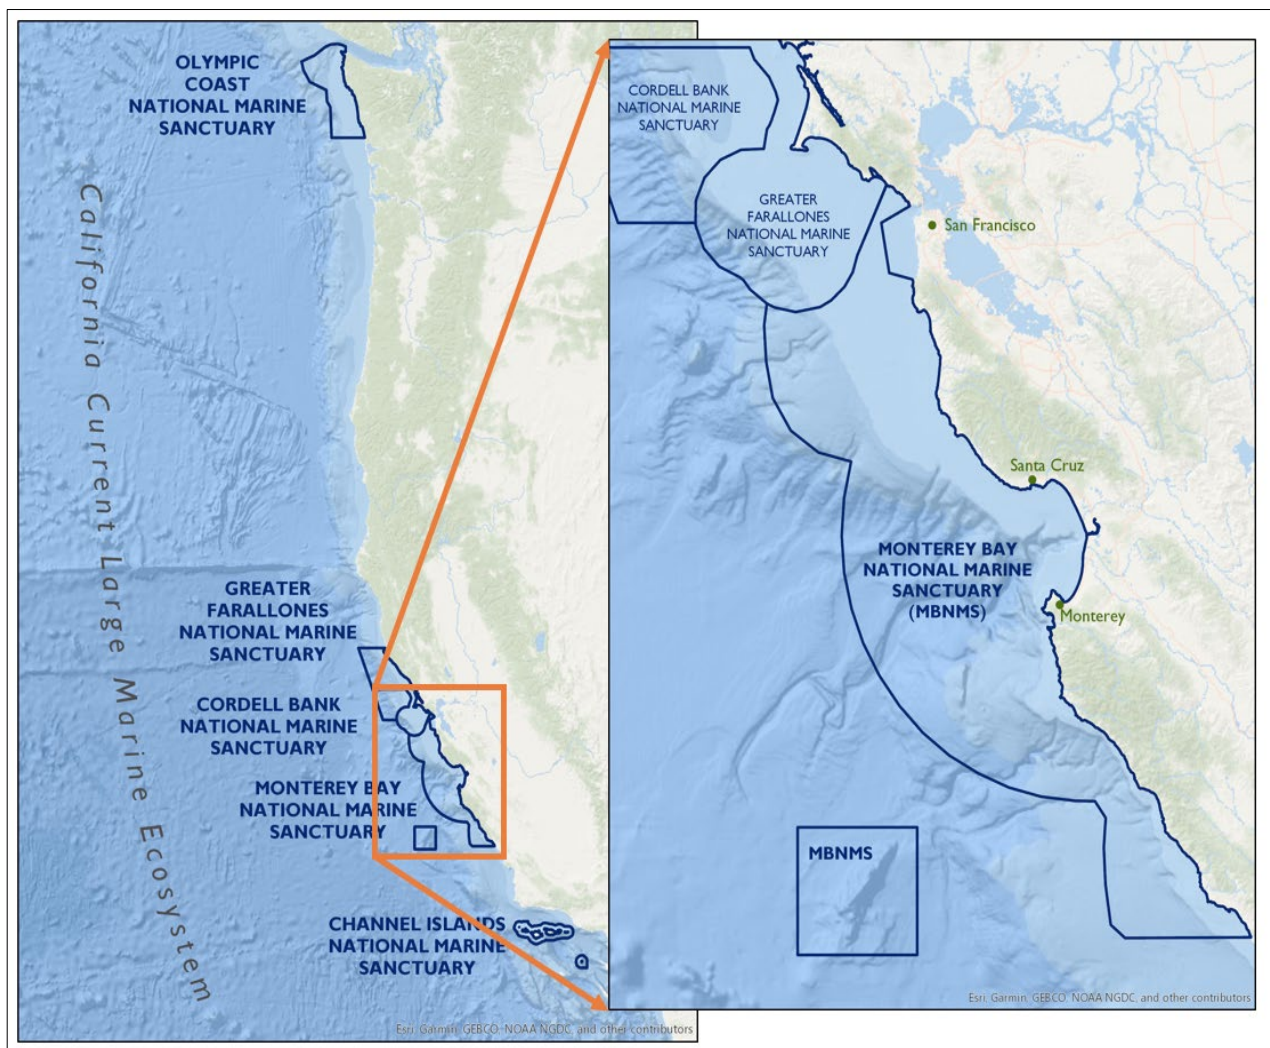 OLYMPIC
COAST
NATIONAL MARINE
SANCTUARY
California Current Large Marine Ecosystem
GREATER
FARALLONES
NATIONAL MARINE
SANCTUARY
CORDELL BANK
NATIONAL MARINE
SANCTUARY
MONTEREY BAY
NATIONAL MARINE
SANCTUARY
CHANNEL ISLANDS
NATIONAL MARINE
SANCTUARY
Esri, Garmin, GEBCO, NOAA NGDC, and other contributors
CORDELL BANK
NATIONAL MARINE
SANCTUARY
GREATER
FARALLONES
NATIONAL MARINE
SANCTUARY
San Francisco
Santa Cruz
MONTEREY BAY
NATIONAL MARINE
SANCTUARY
(MBNMS)
Monterey
MBNMS
Esri, Garmin, GEBCO, NOAA NGDC, and other contributors